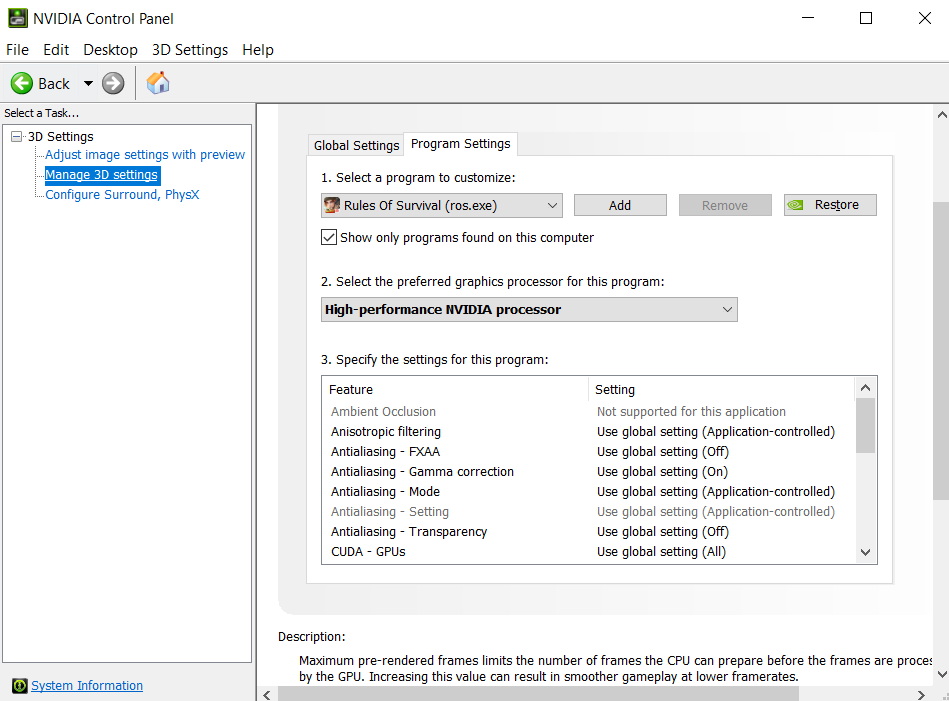 NVIDIA Control Panel
File Edit Desktop 3D Settings Help
Back
Select a Task...
3D Settings
Adjust image settings with preview
Manage 3D settings
Configure Surround, PhysX
System Information
Global Settings Program Settings
1. Select a program to customize:
Rules Of Survival (ros.exe) Add Remove Restore
Show only programs found on this computer
2. Select the preferred graphics processor for this program:
High-performance NVIDIA processor
3. Specify the settings for this program:
Feature Setting
Ambient Occlusion Not supported for this application
Anisotropic filtering Use global setting (Application-controlled)
Antialiasing - FXAA Use global setting (Off)
Antialiasing - Gamma correction Use global setting (On)
Antialiasing - Mode Use global setting (Application-controlled)
Antialiasing - Setting Use global setting (Application-controlled)
Antialiasing - Transparency Use global setting (Off)
CUDA - GPUs Use global setting (All)
Description:
Maximum pre-rendered frames limits the number of frames the CPU can prepare before the frames are proces
by the GPU. Increasing this value can result in smoother gameplay at lower framerates.